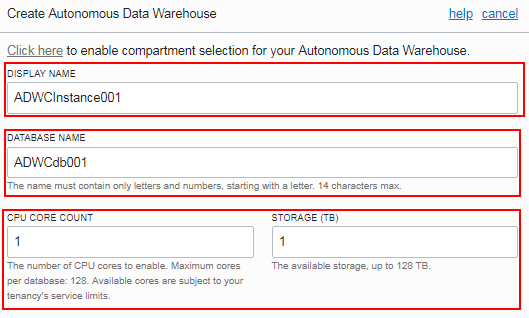 Create Autonomous Data Warehouse help cancel
Click here to enable compartment selection for your Autonomous Data Warehouse.
DISPLAY NAME
ADWCInstance001
DATABASE NAME
ADWCdb001
The name must contain only letters and numbers, starting with a letter. 14 characters max.
CPU CORE COUNT
1
The number of CPU cores to enable. Maximum cores
per database: 128. Available cores are subject to your
tenancy's service limits.
STORAGE (TB)
1
The available storage, up to 128 TB.